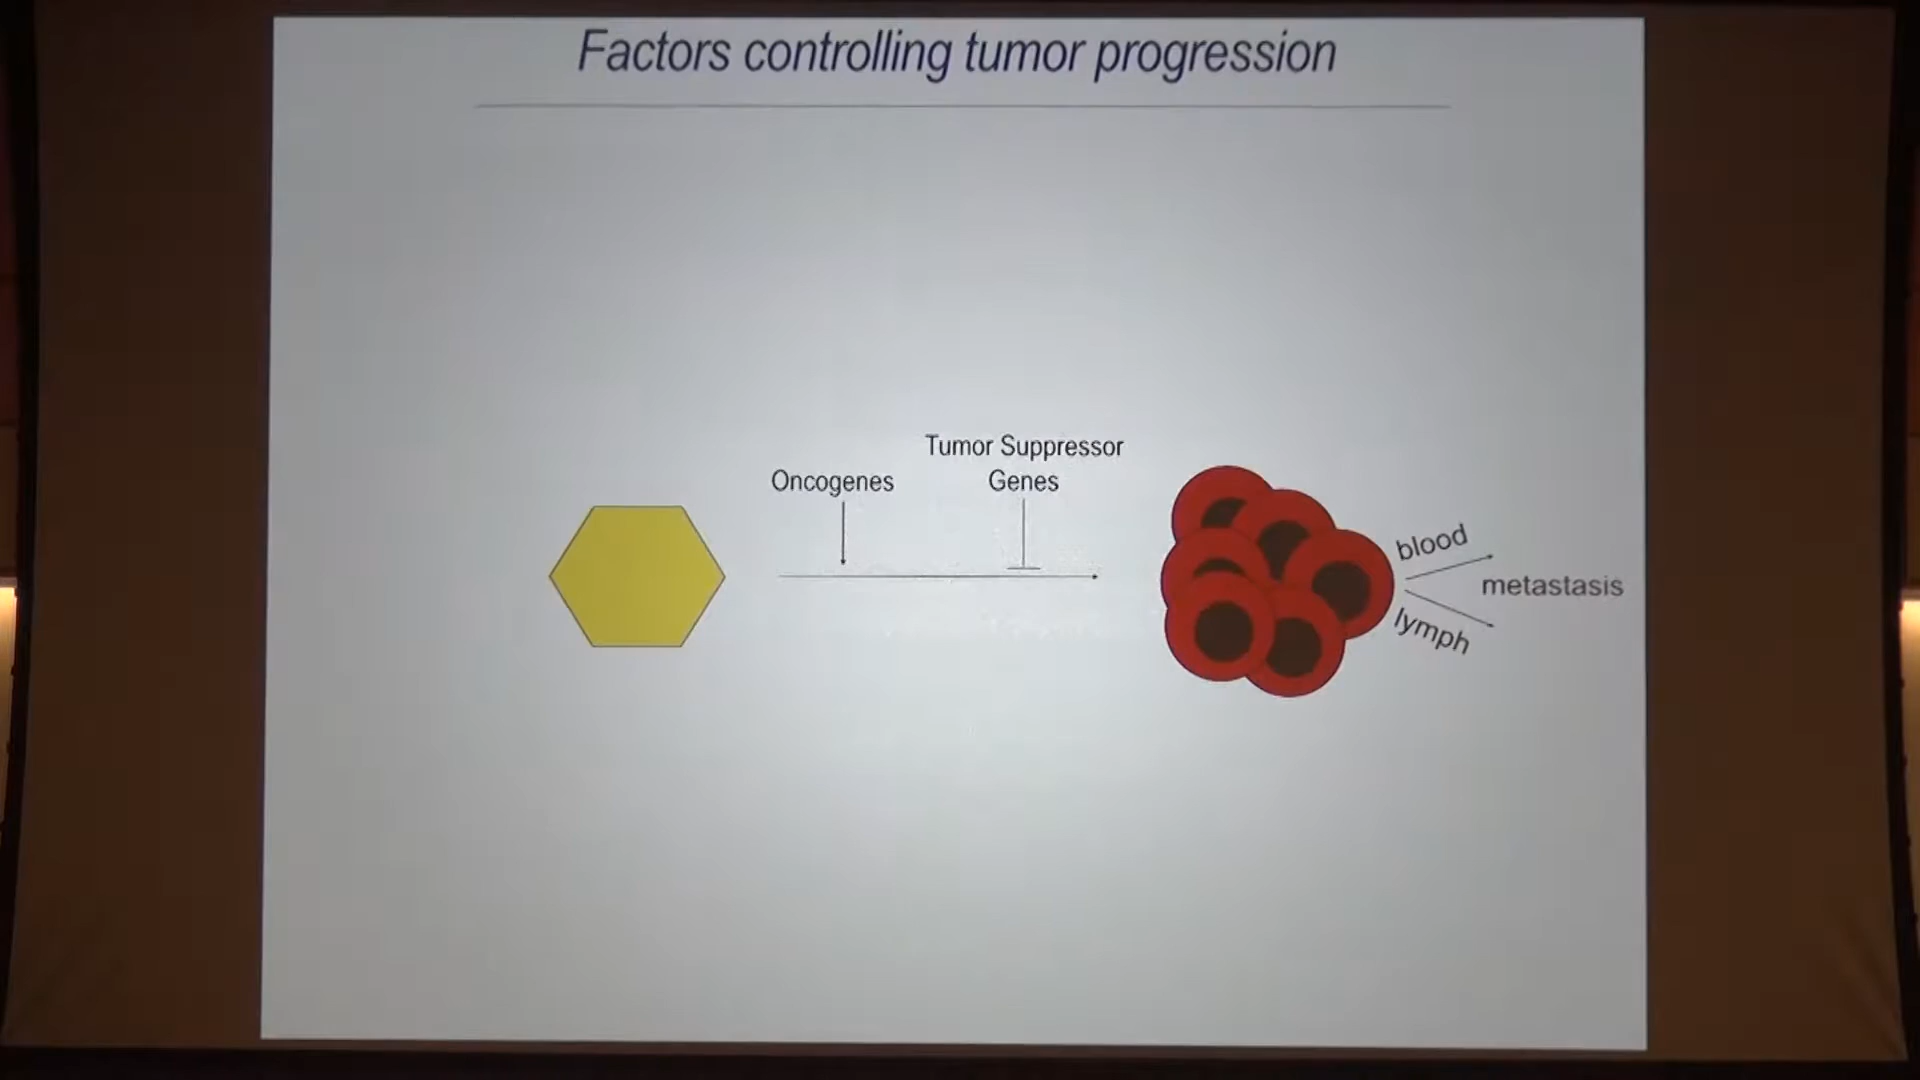 Factors controlling tumor progression
Tumor Suppressor
Oncogenes
Genes
blood
metastasis
lymph